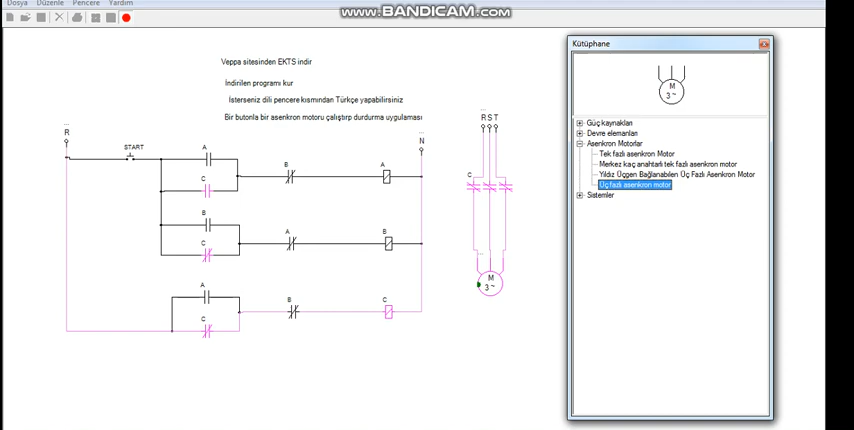 Dosya Düzenle Pencere Yardım
www.BANDICAM.com
Veppa sitesinden EKTS indir
İndirilen programı kur
İsterseniz dili pencere kısmından Türkçe yapabilirsiniz
Bir butonla bir asenkron motoru çalıştırp durdurma uygulaması
R
START
A
C
B
A
N
B
C
A
B
A
C
B
C
R S T
C
M
3 ~
Kütüphane
M
3 ~
Güç kaynakları
Devre elemanları
Asenkron Motorlar
Tek fazlı asenkron Motor
Merkez kaç anahtarlı tek fazlı asenkron motor
Yıldız Üçgen Bağlanabilen Üç Fazlı Asenkron Motor
Üç fazlı asenkron motor
Sistemler